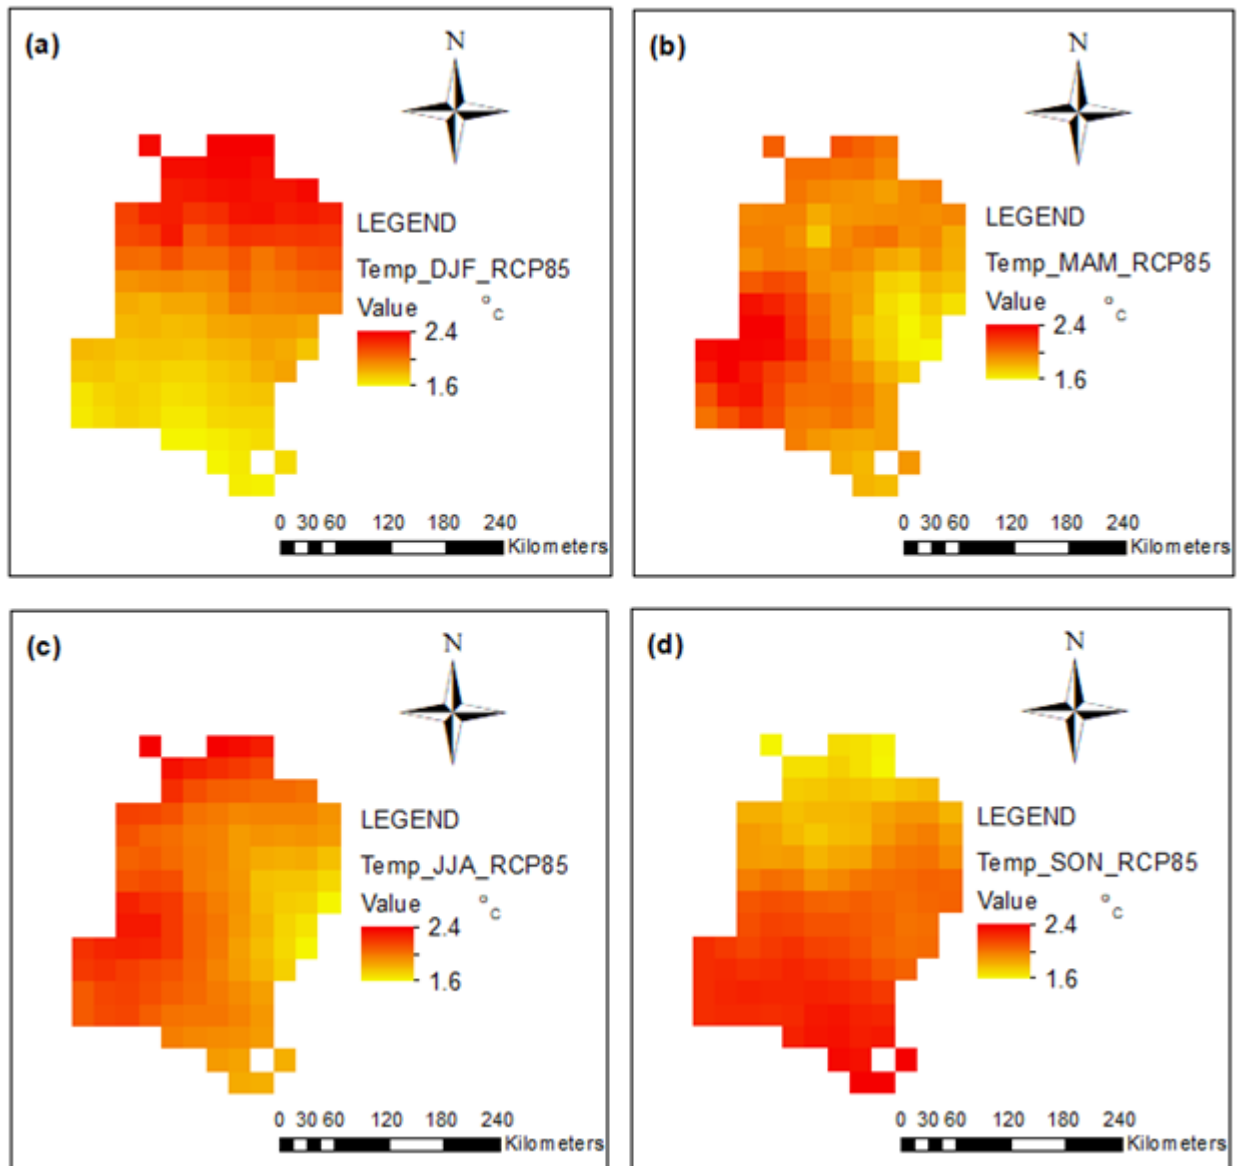 (a)
N
LEGEND
Temp_DJF_RCP85
Value °c
2.4
1.6
0 30 60 120 180 240
Kilometers
(b)
N
LEGEND
Temp_MAM_RCP85
Value °c
2.4
1.6
0 30 60 120 180 240
Kilometers
(c)
N
LEGEND
Temp_JJA_RCP85
Value °c
2.4
1.6
0 30 60 120 180 240
Kilometers
(d)
N
LEGEND
Temp_SON_RCP85
Value °c
2.4
1.6
0 30 60 120 180 240
Kilometers